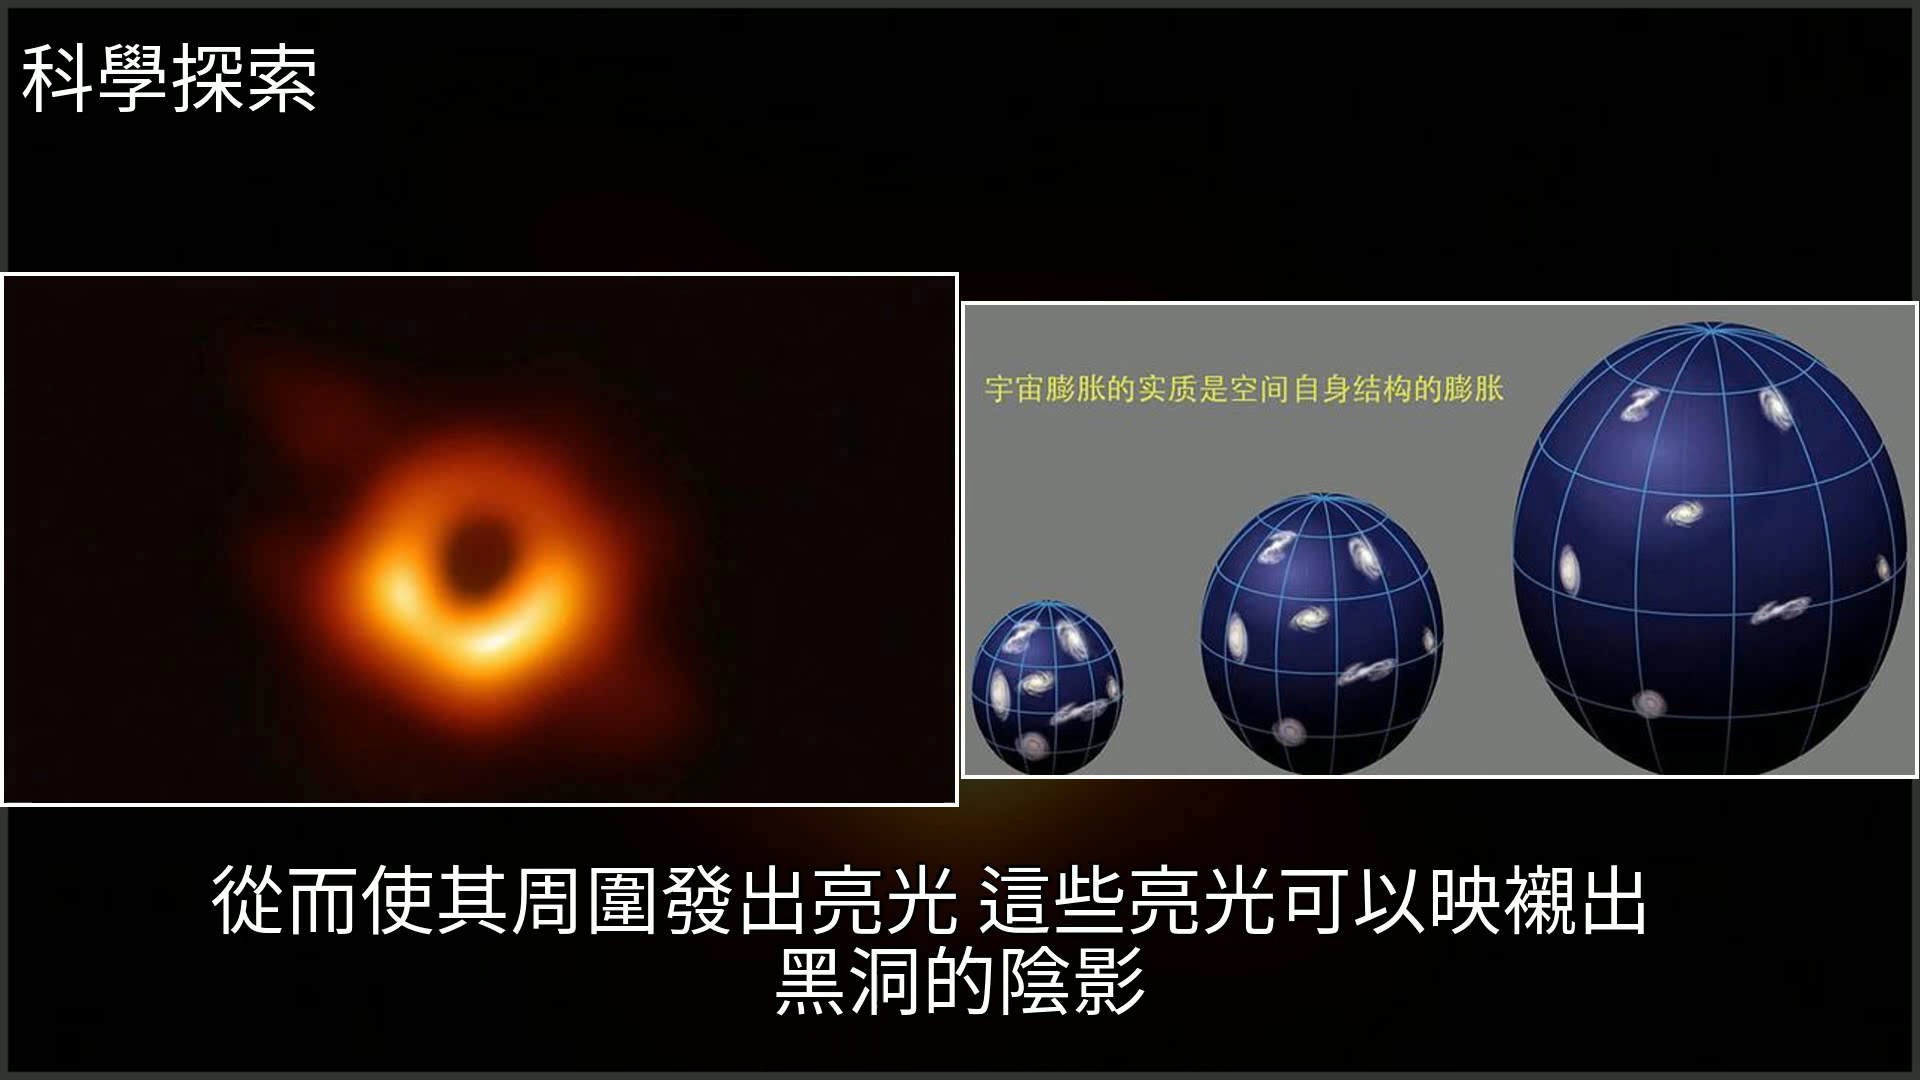 科學探索
宇宙膨胀的实质是空间自身结构的膨胀
從而使其周圍發出亮光 這些亮光可以映襯出
黑洞的陰影